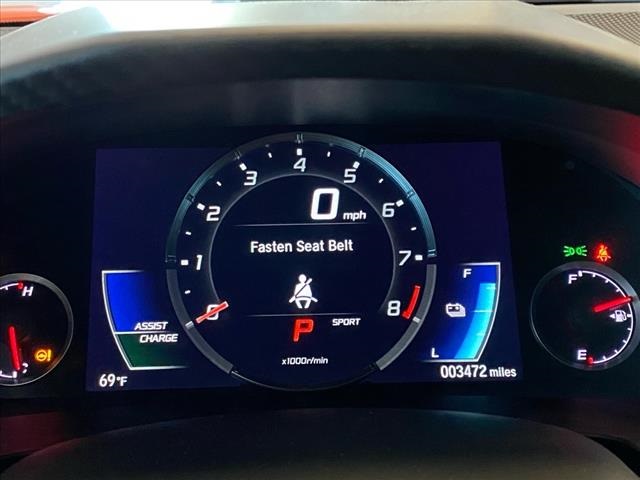 4
3 5
2 6
1 7
0 8
0 mph
Fasten Seat Belt
P SPORT
x1000r/min
ASSIST
CHARGE
F
L
69°F
003472 miles
H
C
F
E